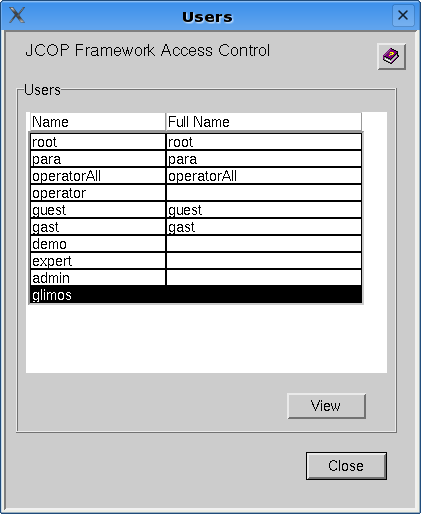 Users
JCOP Framework Access Control
Users
Name Full Name
root root
para para
operatorAll operatorAll
operator
guest guest
gast gast
demo
expert
admin
glimos
View
Close